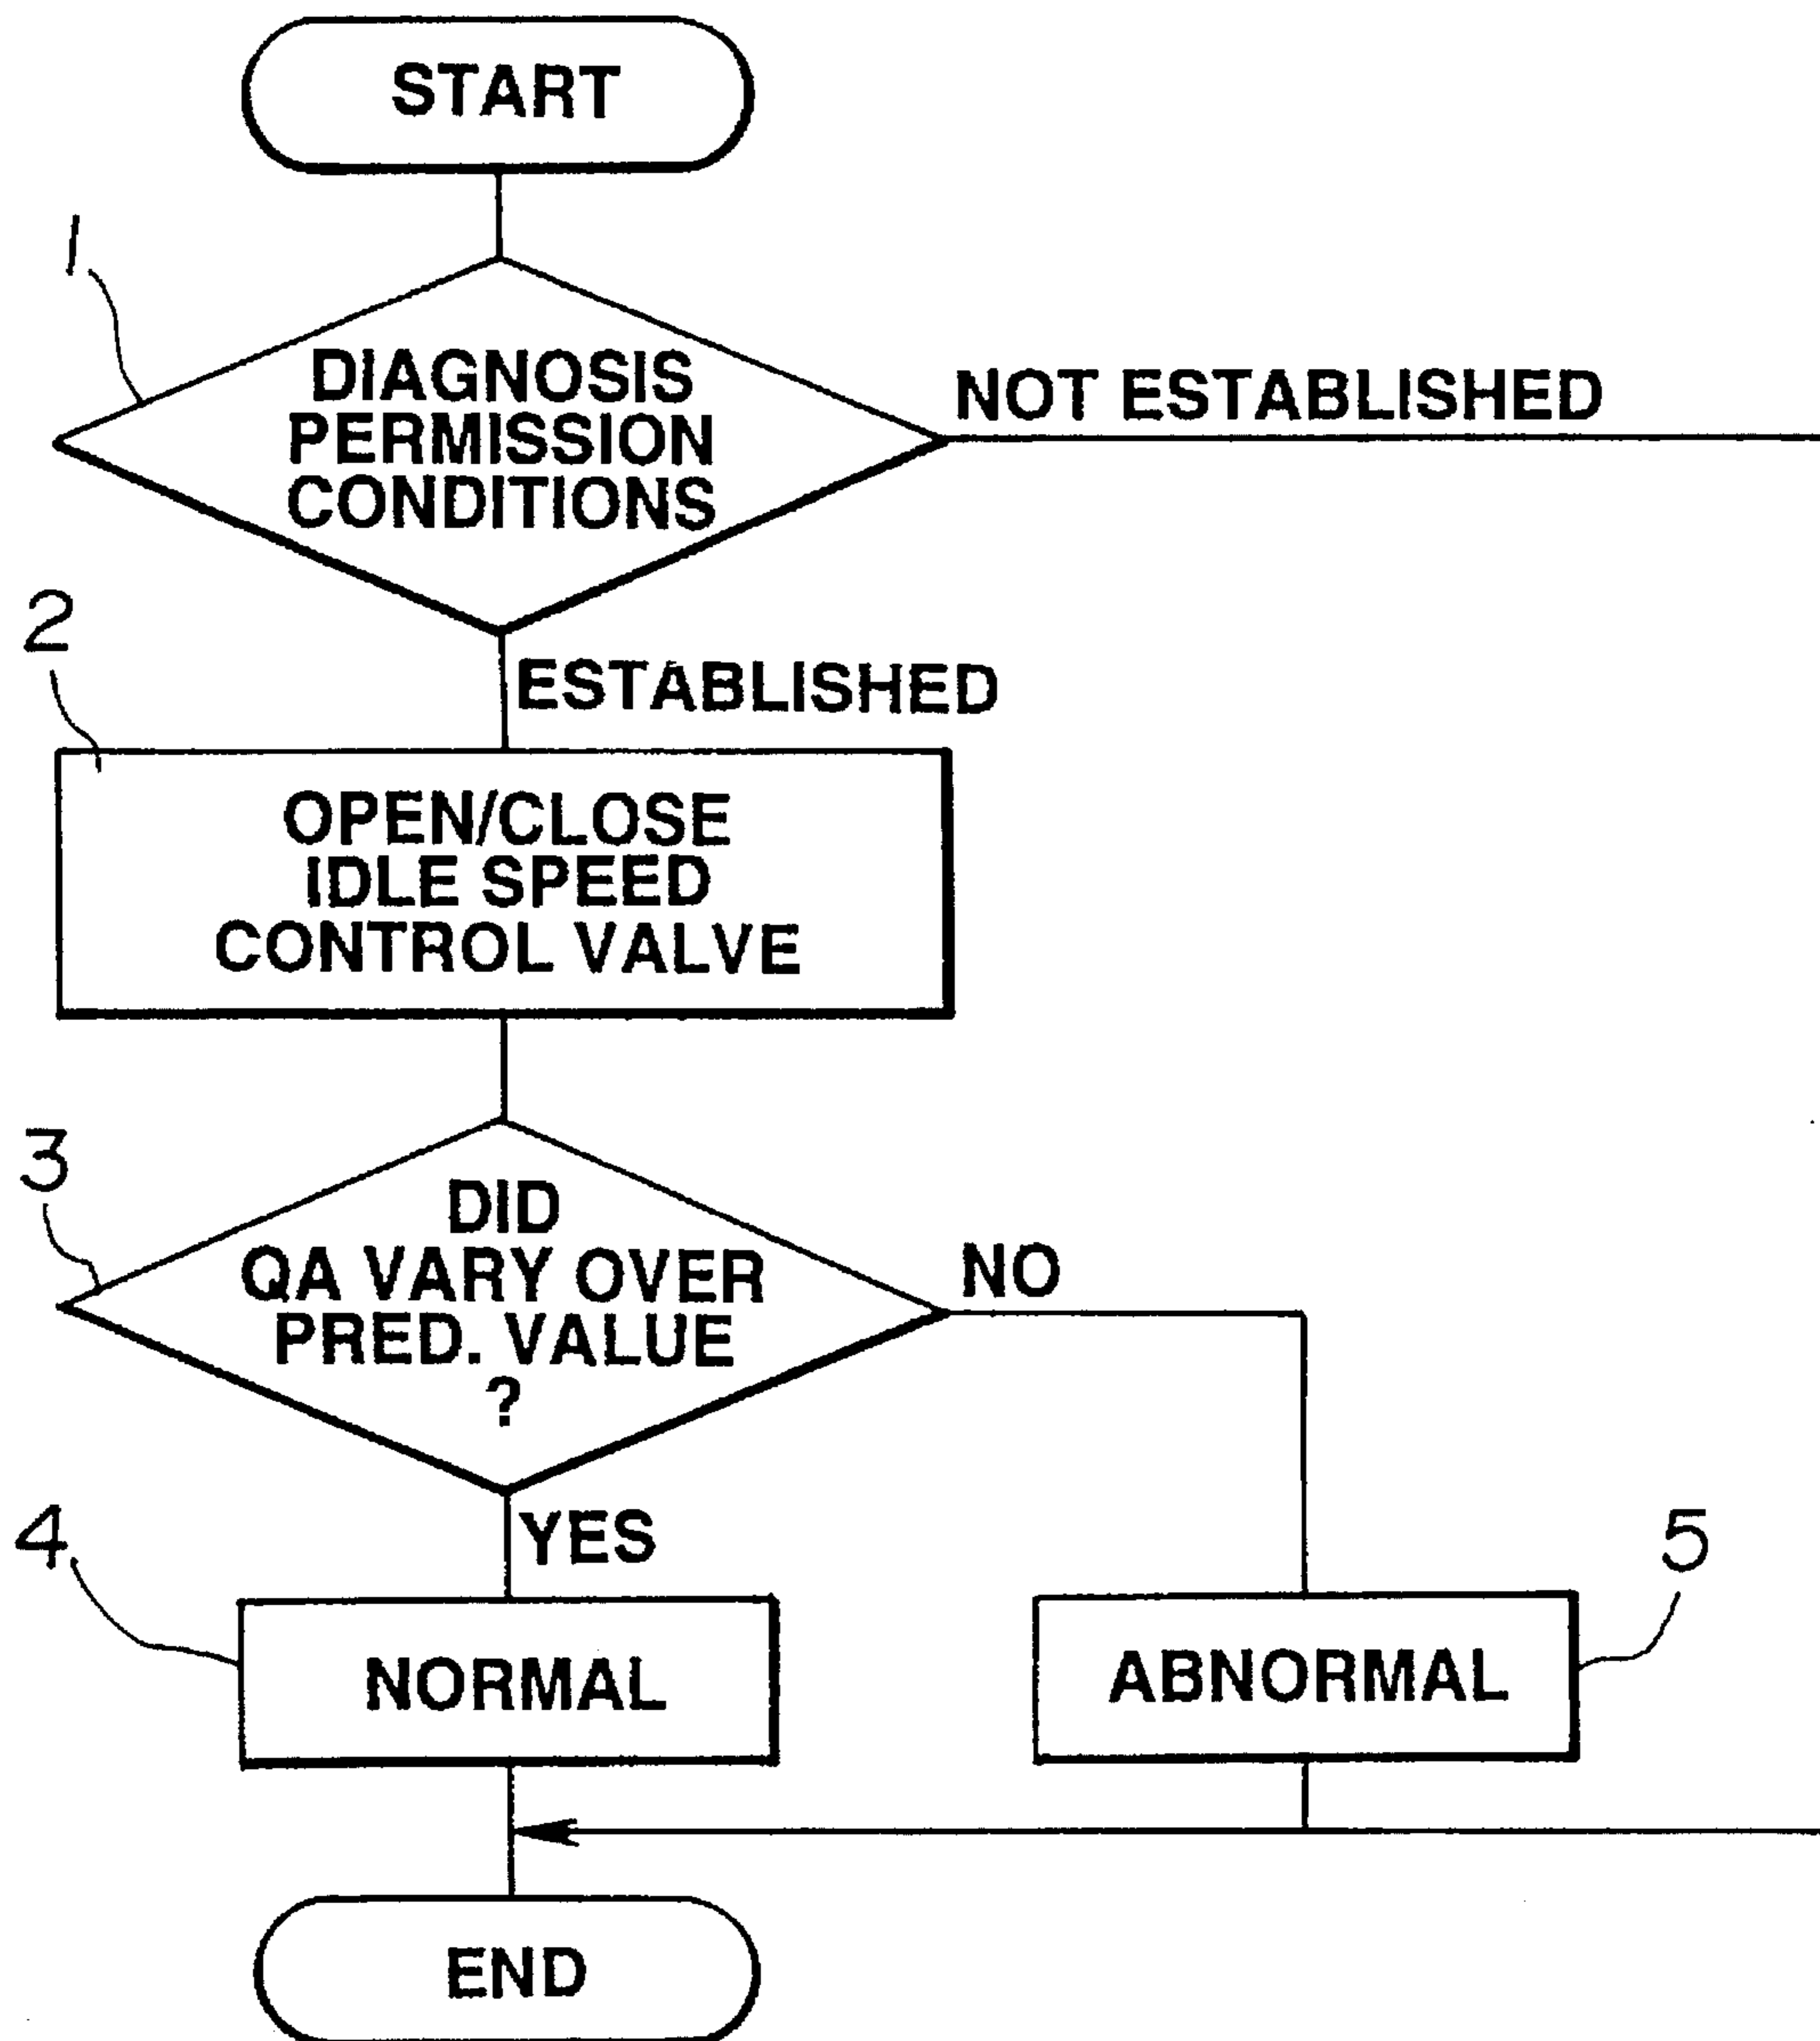 START
1
DIAGNOSIS
PERMISSION
CONDITIONS
NOT ESTABLISHED
2
ESTABLISHED
OPEN/CLOSE
IDLE SPEED
CONTROL VALVE
3
DID
QA VARY OVER
PRED. VALUE
?
NO
4
YES
5
NORMAL
ABNORMAL
END